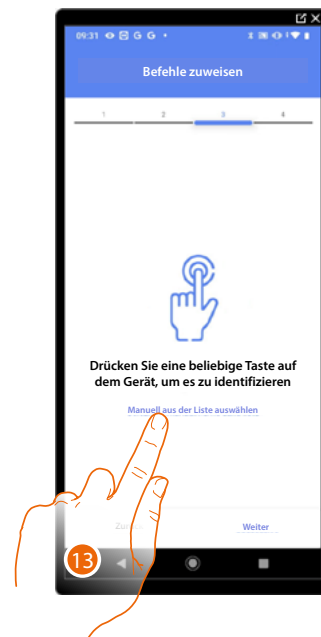 09:31 G G
Befehle zuweisen
1 2 3 4
Drücken Sie eine beliebige Taste auf
dem Gerät, um es zu identifizieren
Manuell aus der Liste auswählen
Weiter
13